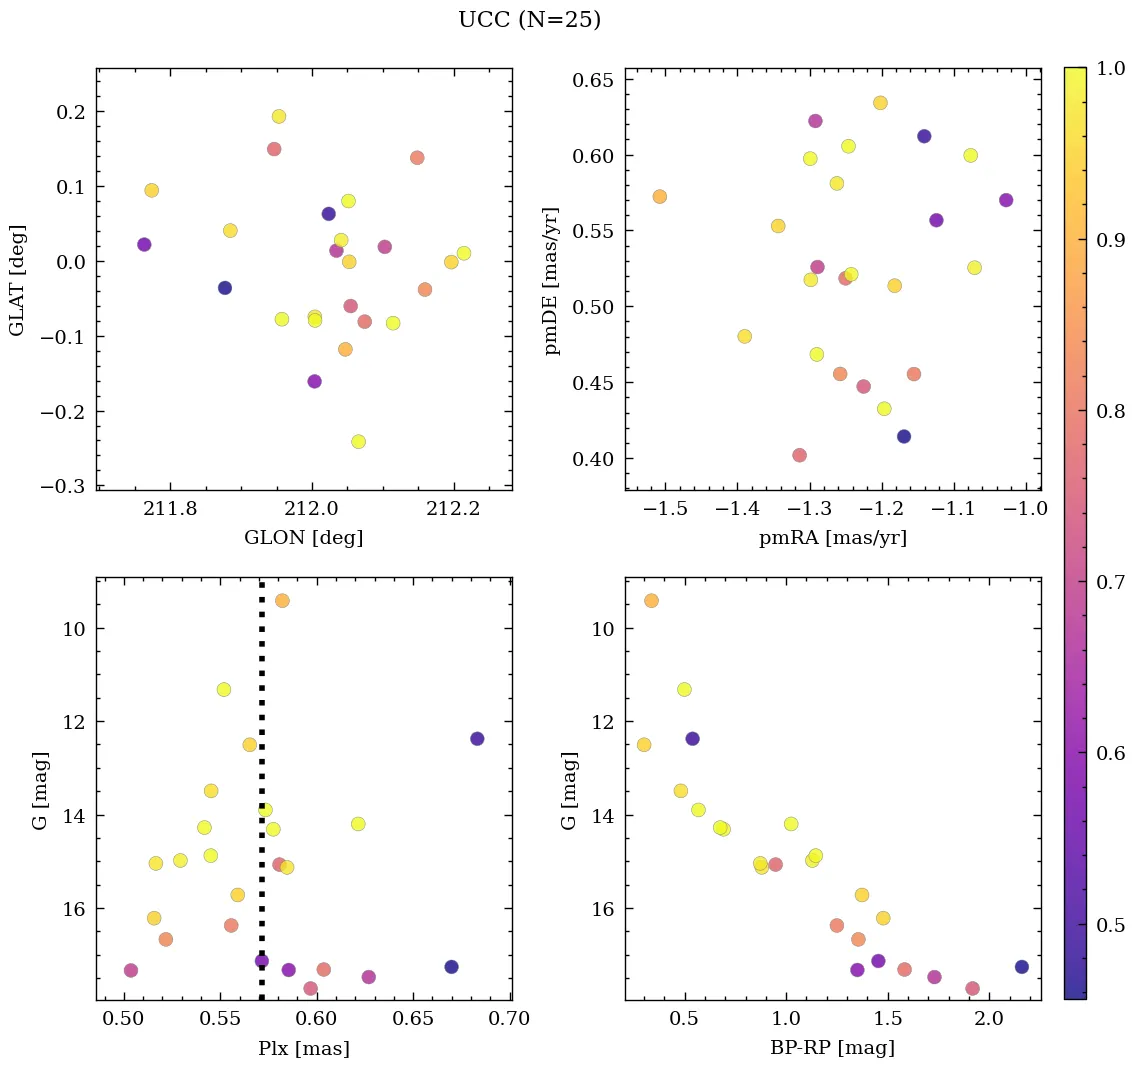 UCC (N=25)
0.2
0.1
0.0
−0.1
−0.2
−0.3
GLAT [deg]
211.8 212.0 212.2
GLON [deg]
0.65
0.60
0.55
0.50
0.45
0.40
pmDE [mas/yr]
−1.5 −1.4 −1.3 −1.2 −1.1 −1.0
pmRA [mas/yr]
10
12
14
16
G [mag]
0.50 0.55 0.60 0.65 0.70
Plx [mas]
10
12
14
16
G [mag]
0.5 1.0 1.5 2.0
BP-RP [mag]
1.0
0.9
0.8
0.7
0.6
0.5